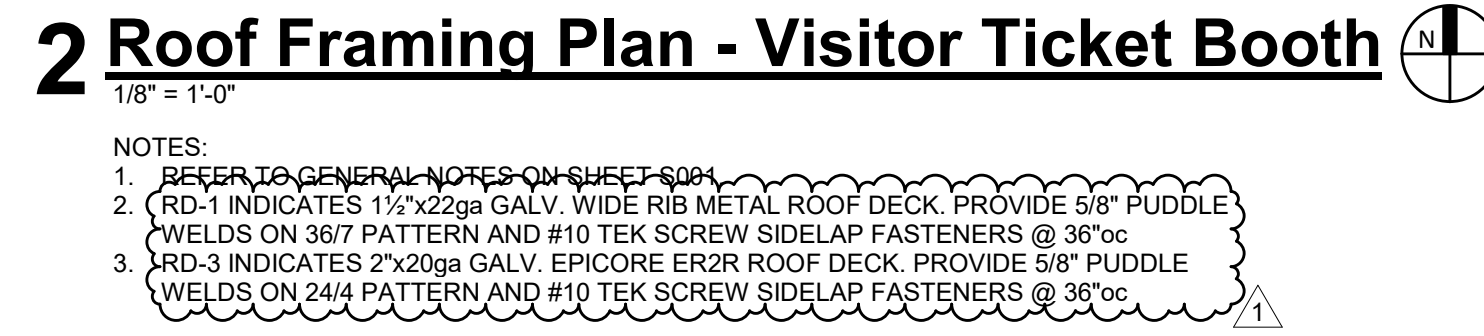 2 Roof Framing Plan - Visitor Ticket Booth N
1/8" = 1'-0"
NOTES:
1. REFER TO GENERAL NOTES ON SHEET S001
2. RD-1 INDICATES 1½"x22ga GALV. WIDE RIB METAL ROOF DECK. PROVIDE 5/8" PUDDLE
WELDS ON 36/7 PATTERN AND #10 TEK SCREW SIDELAP FASTENERS @ 36"oc
3. RD-3 INDICATES 2"x20ga GALV. EPICORE ER2R ROOF DECK. PROVIDE 5/8" PUDDLE
WELDS ON 24/4 PATTERN AND #10 TEK SCREW SIDELAP FASTENERS @ 36"oc
1